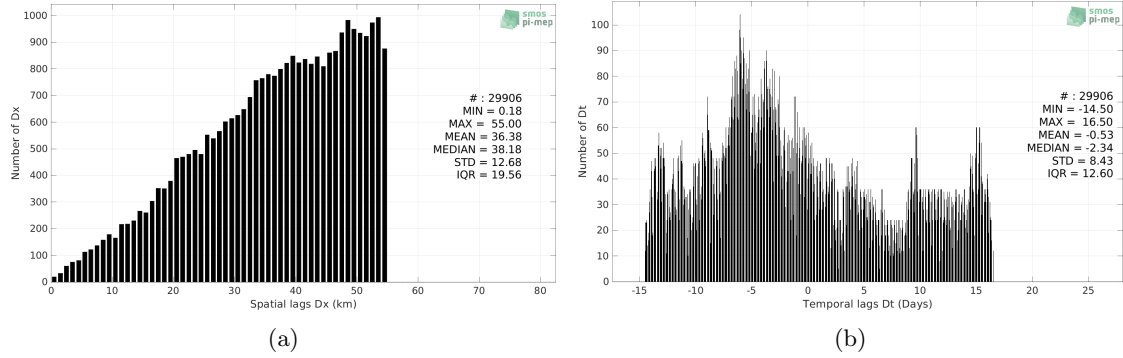 1000
900
800
700
600
500
400
300
200
100
0
Number of Dx
0 10 20 30 40 50 60 70 80
Spatial lags Dx (km)
smos
pi-mep
# : 29906
MIN = 0.18
MAX = 55.00
MEAN = 36.38
MEDIAN = 38.18
STD = 12.68
IQR = 19.56
(a)
100
90
80
70
60
50
40
30
20
10
0
Number of Dt
-15 -10 -5 0 5 10 15 20 25
Temporal lags Dt (Days)
smos
pi-mep
# : 29906
MIN = -14.50
MAX = 16.50
MEAN = -0.53
MEDIAN = -2.34
STD = 8.43
IQR = 12.60
(b)